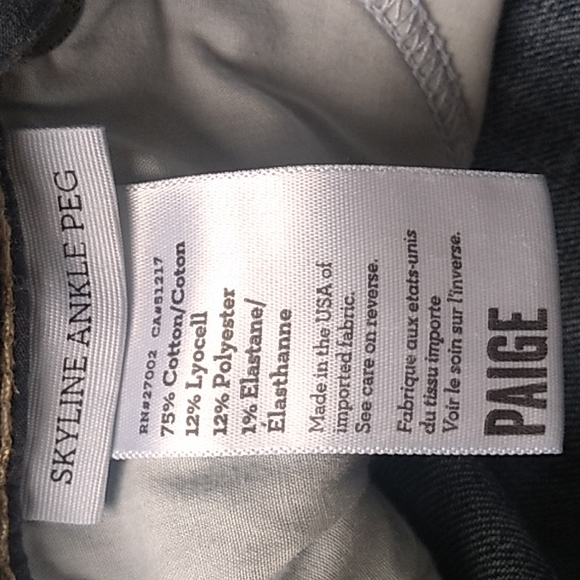 SKYLINE ANKLE PEG
RN#27002 CA#51217
75% Cotton/Coton
12% Lyocell
12% Polyester
1% Elastane/
Élasthanne
Made in the USA of
imported fabric.
See care on reverse.
Fabrique aux etats-unis
du tissu importe
Voir le soin sur l'inverse.
PAIGE